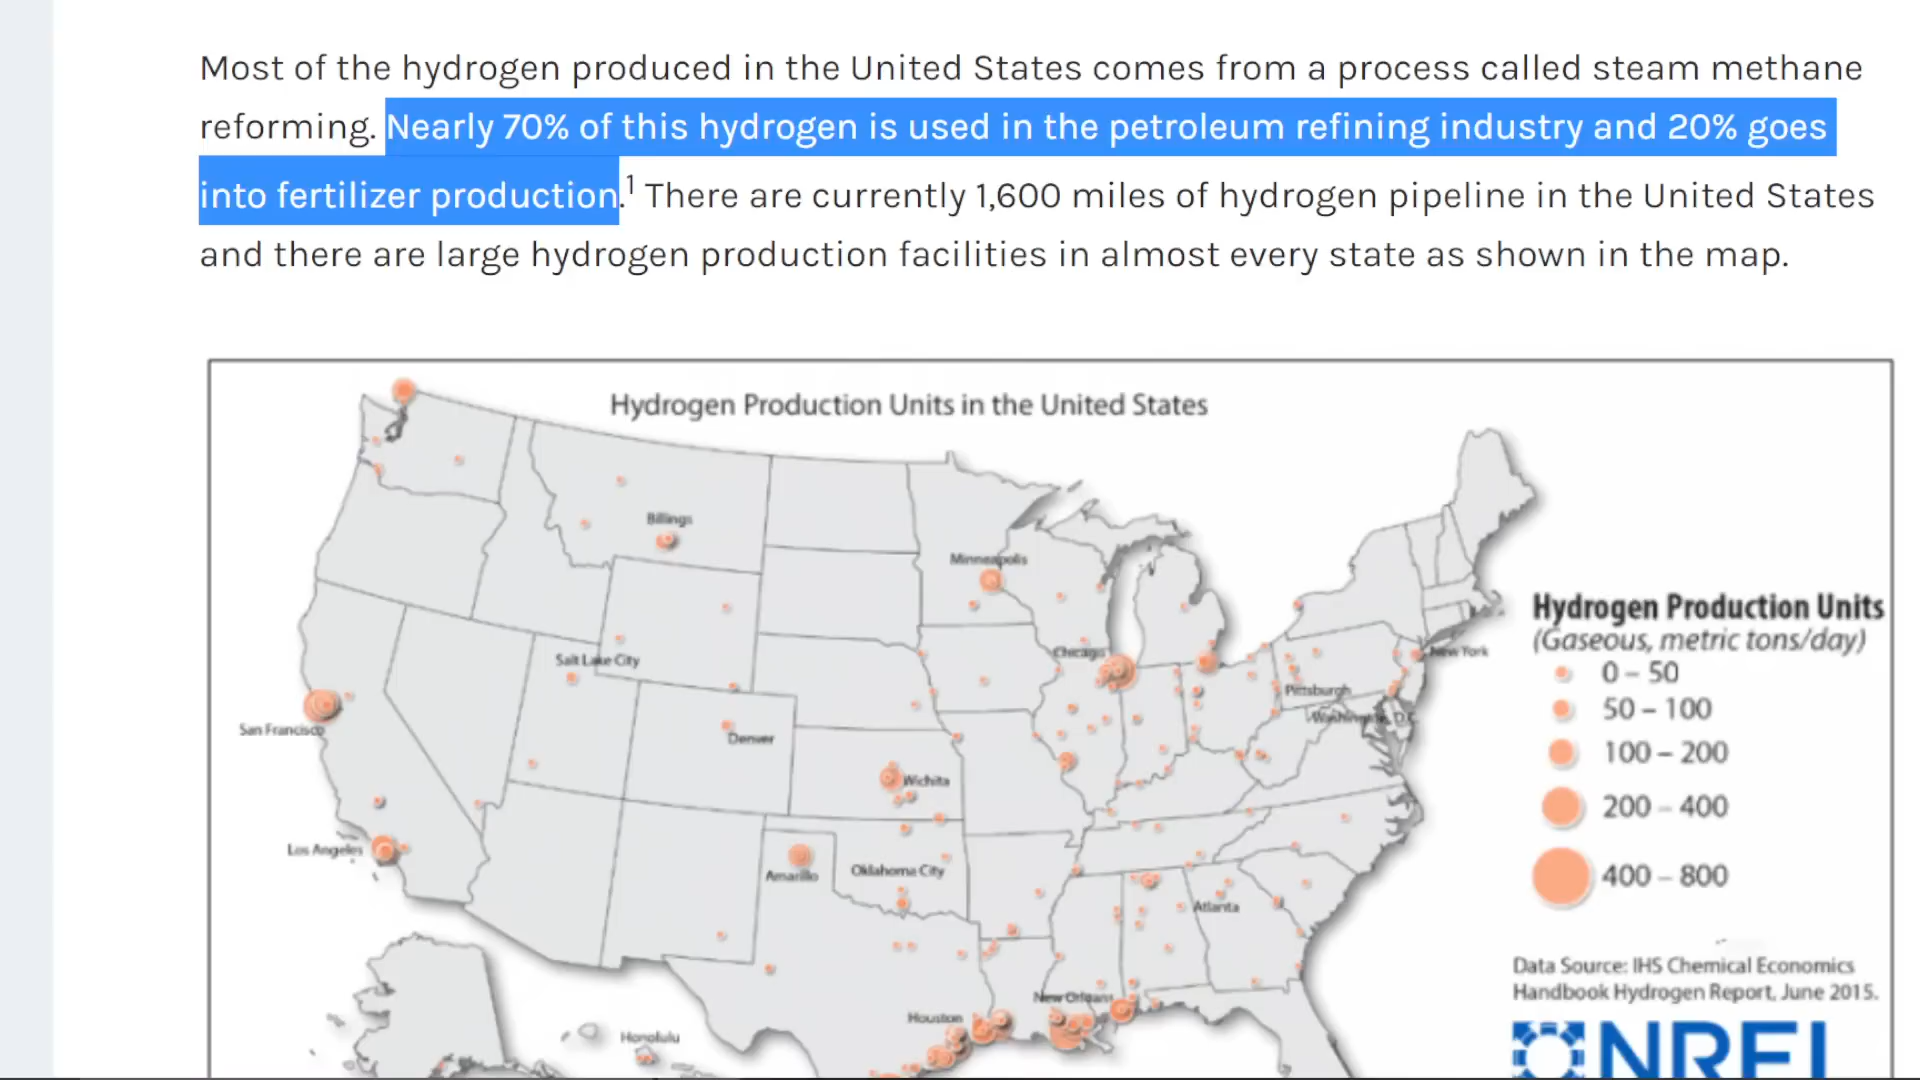 Most of the hydrogen produced in the United States comes from a process called steam methane
reforming. Nearly 70% of this hydrogen is used in the petroleum refining industry and 20% goes
into fertilizer production.¹ There are currently 1,600 miles of hydrogen pipeline in the United States
and there are large hydrogen production facilities in almost every state as shown in the map.
Hydrogen Production Units in the United States
Billings
Minneapolis
Chicago
Salt Lake City
New York
Pittsburgh
Washington, D.C.
San Francisco
Denver
Wichita
Los Angeles
Amarillo
Oklahoma City
Atlanta
New Orleans
Houston
Honolulu
Hydrogen Production Units
(Gaseous, metric tons/day)
0 – 50
50 – 100
100 – 200
200 – 400
400 – 800
Data Source: IHS Chemical Economics
Handbook Hydrogen Report, June 2015.
NREL